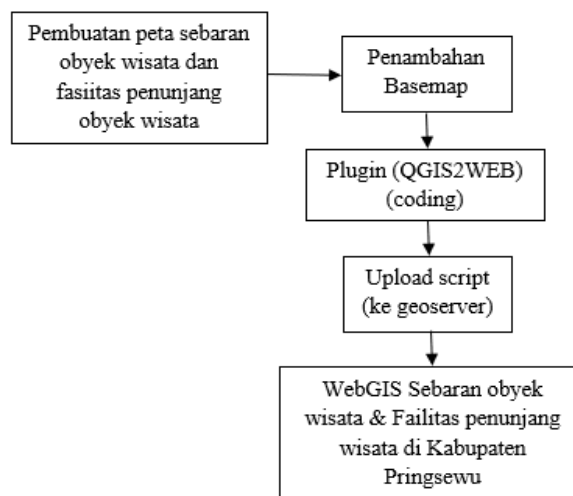 Pembuatan peta sebaran
obyek wisata dan
fasiitas penunjang
obyek wisata
Penambahan
Basemap
Plugin (QGIS2WEB)
(coding)
Upload script
(ke geoserver)
WebGIS Sebaran obyek
wisata & Failitas penunjang
wisata di Kabupaten
Pringsewu